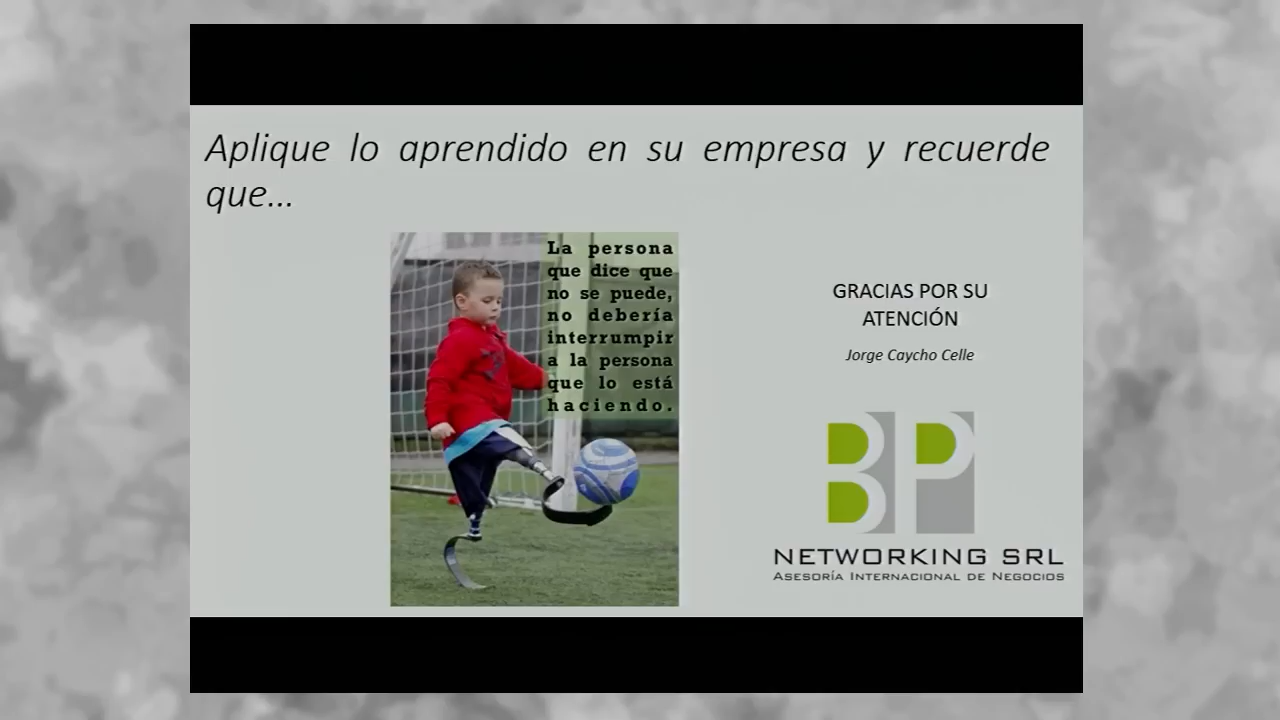 Aplique lo aprendido en su empresa y recuerde
que...
La persona
que dice que
no se puede,
no debería
interrumpir
a la persona
que lo está
haciendo.
GRACIAS POR SU
ATENCIÓN
Jorge Caycho Celle
BP
NETWORKING SRL
ASESORÍA INTERNACIONAL DE NEGOCIOS